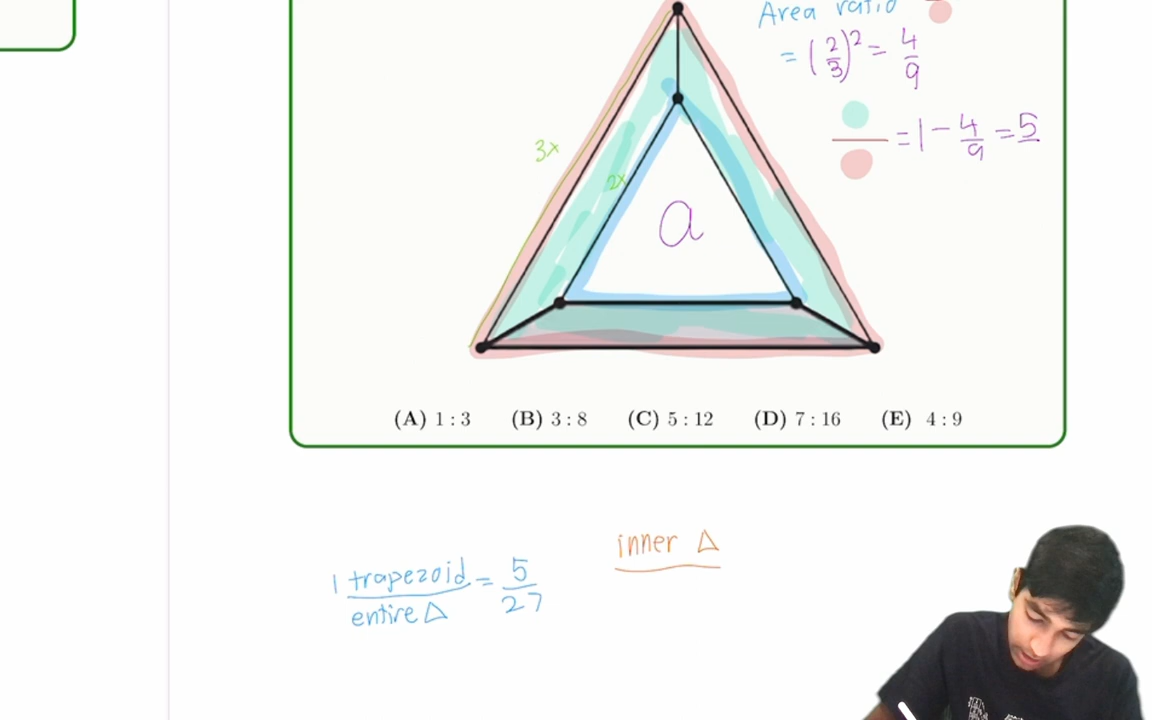 Area ratio
= (2/3)² = 4/9
= 1 - 4/9 = 5
3x
2x
a
(A) 1 : 3 (B) 3 : 8 (C) 5 : 12 (D) 7 : 16 (E) 4 : 9
inner Δ
1 trapezoid / entire Δ = 5/27